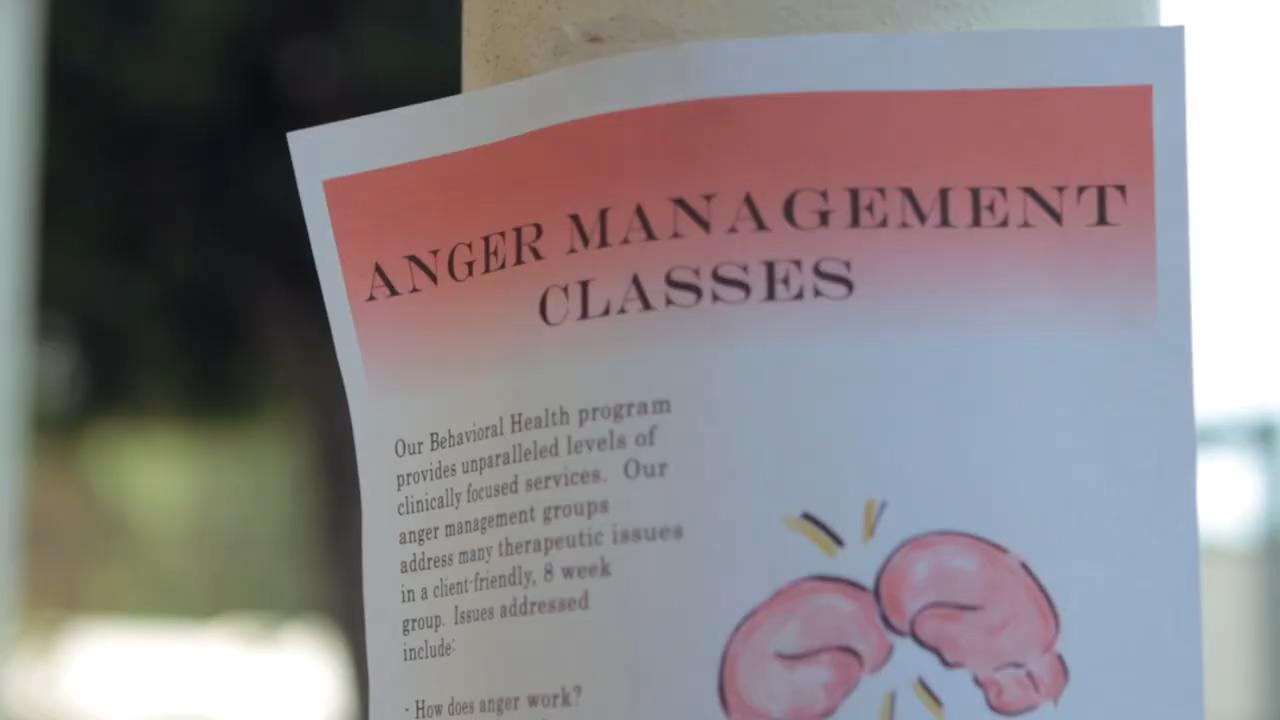 ANGER MANAGEMENT
CLASSES
Our Behavioral Health program
provides unparalleled levels of
clinically focused services. Our
anger management groups
address many therapeutic issues
in a client-friendly, 8 week
group. Issues addressed
include:
- How does anger work?